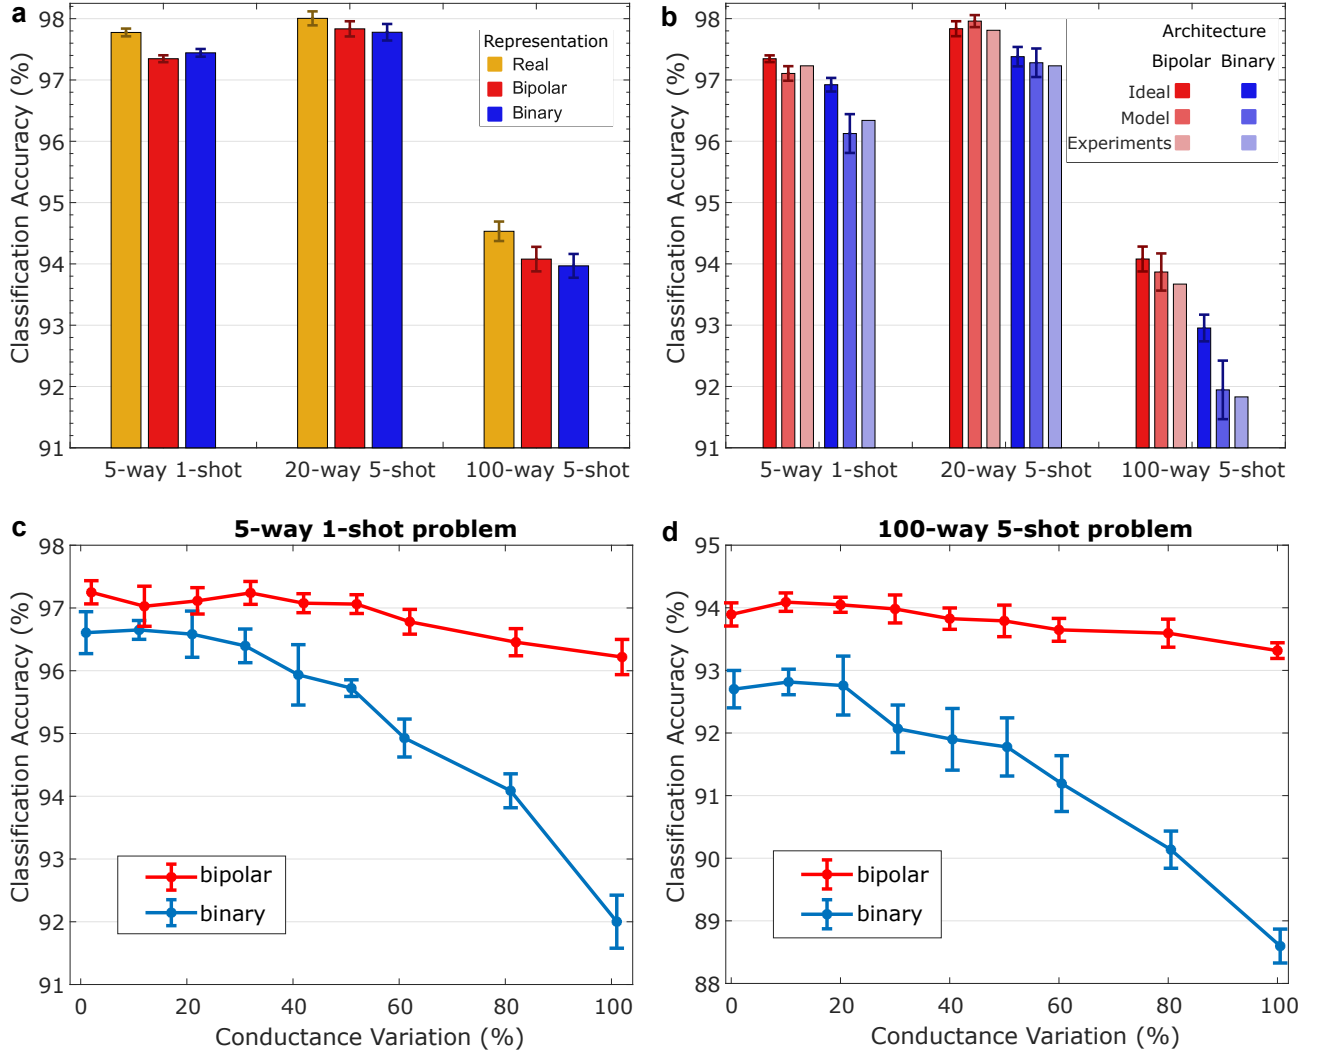 a
98
97
96
95
94
93
92
91
Classification Accuracy (%)
Representation
Real
Bipolar
Binary
5-way 1-shot
20-way 5-shot
100-way 5-shot
b
98
97
96
95
94
93
92
91
Classification Accuracy (%)
Architecture
Bipolar Binary
Ideal
Model
Experiments
5-way 1-shot
20-way 5-shot
100-way 5-shot
c
5-way 1-shot problem
98
97
96
95
94
93
92
91
Classification Accuracy (%)
bipolar
binary
0 20 40 60 80 100
Conductance Variation (%)
d
100-way 5-shot problem
95
94
93
92
91
90
89
88
Classification Accuracy (%)
bipolar
binary
0 20 40 60 80 100
Conductance Variation (%)